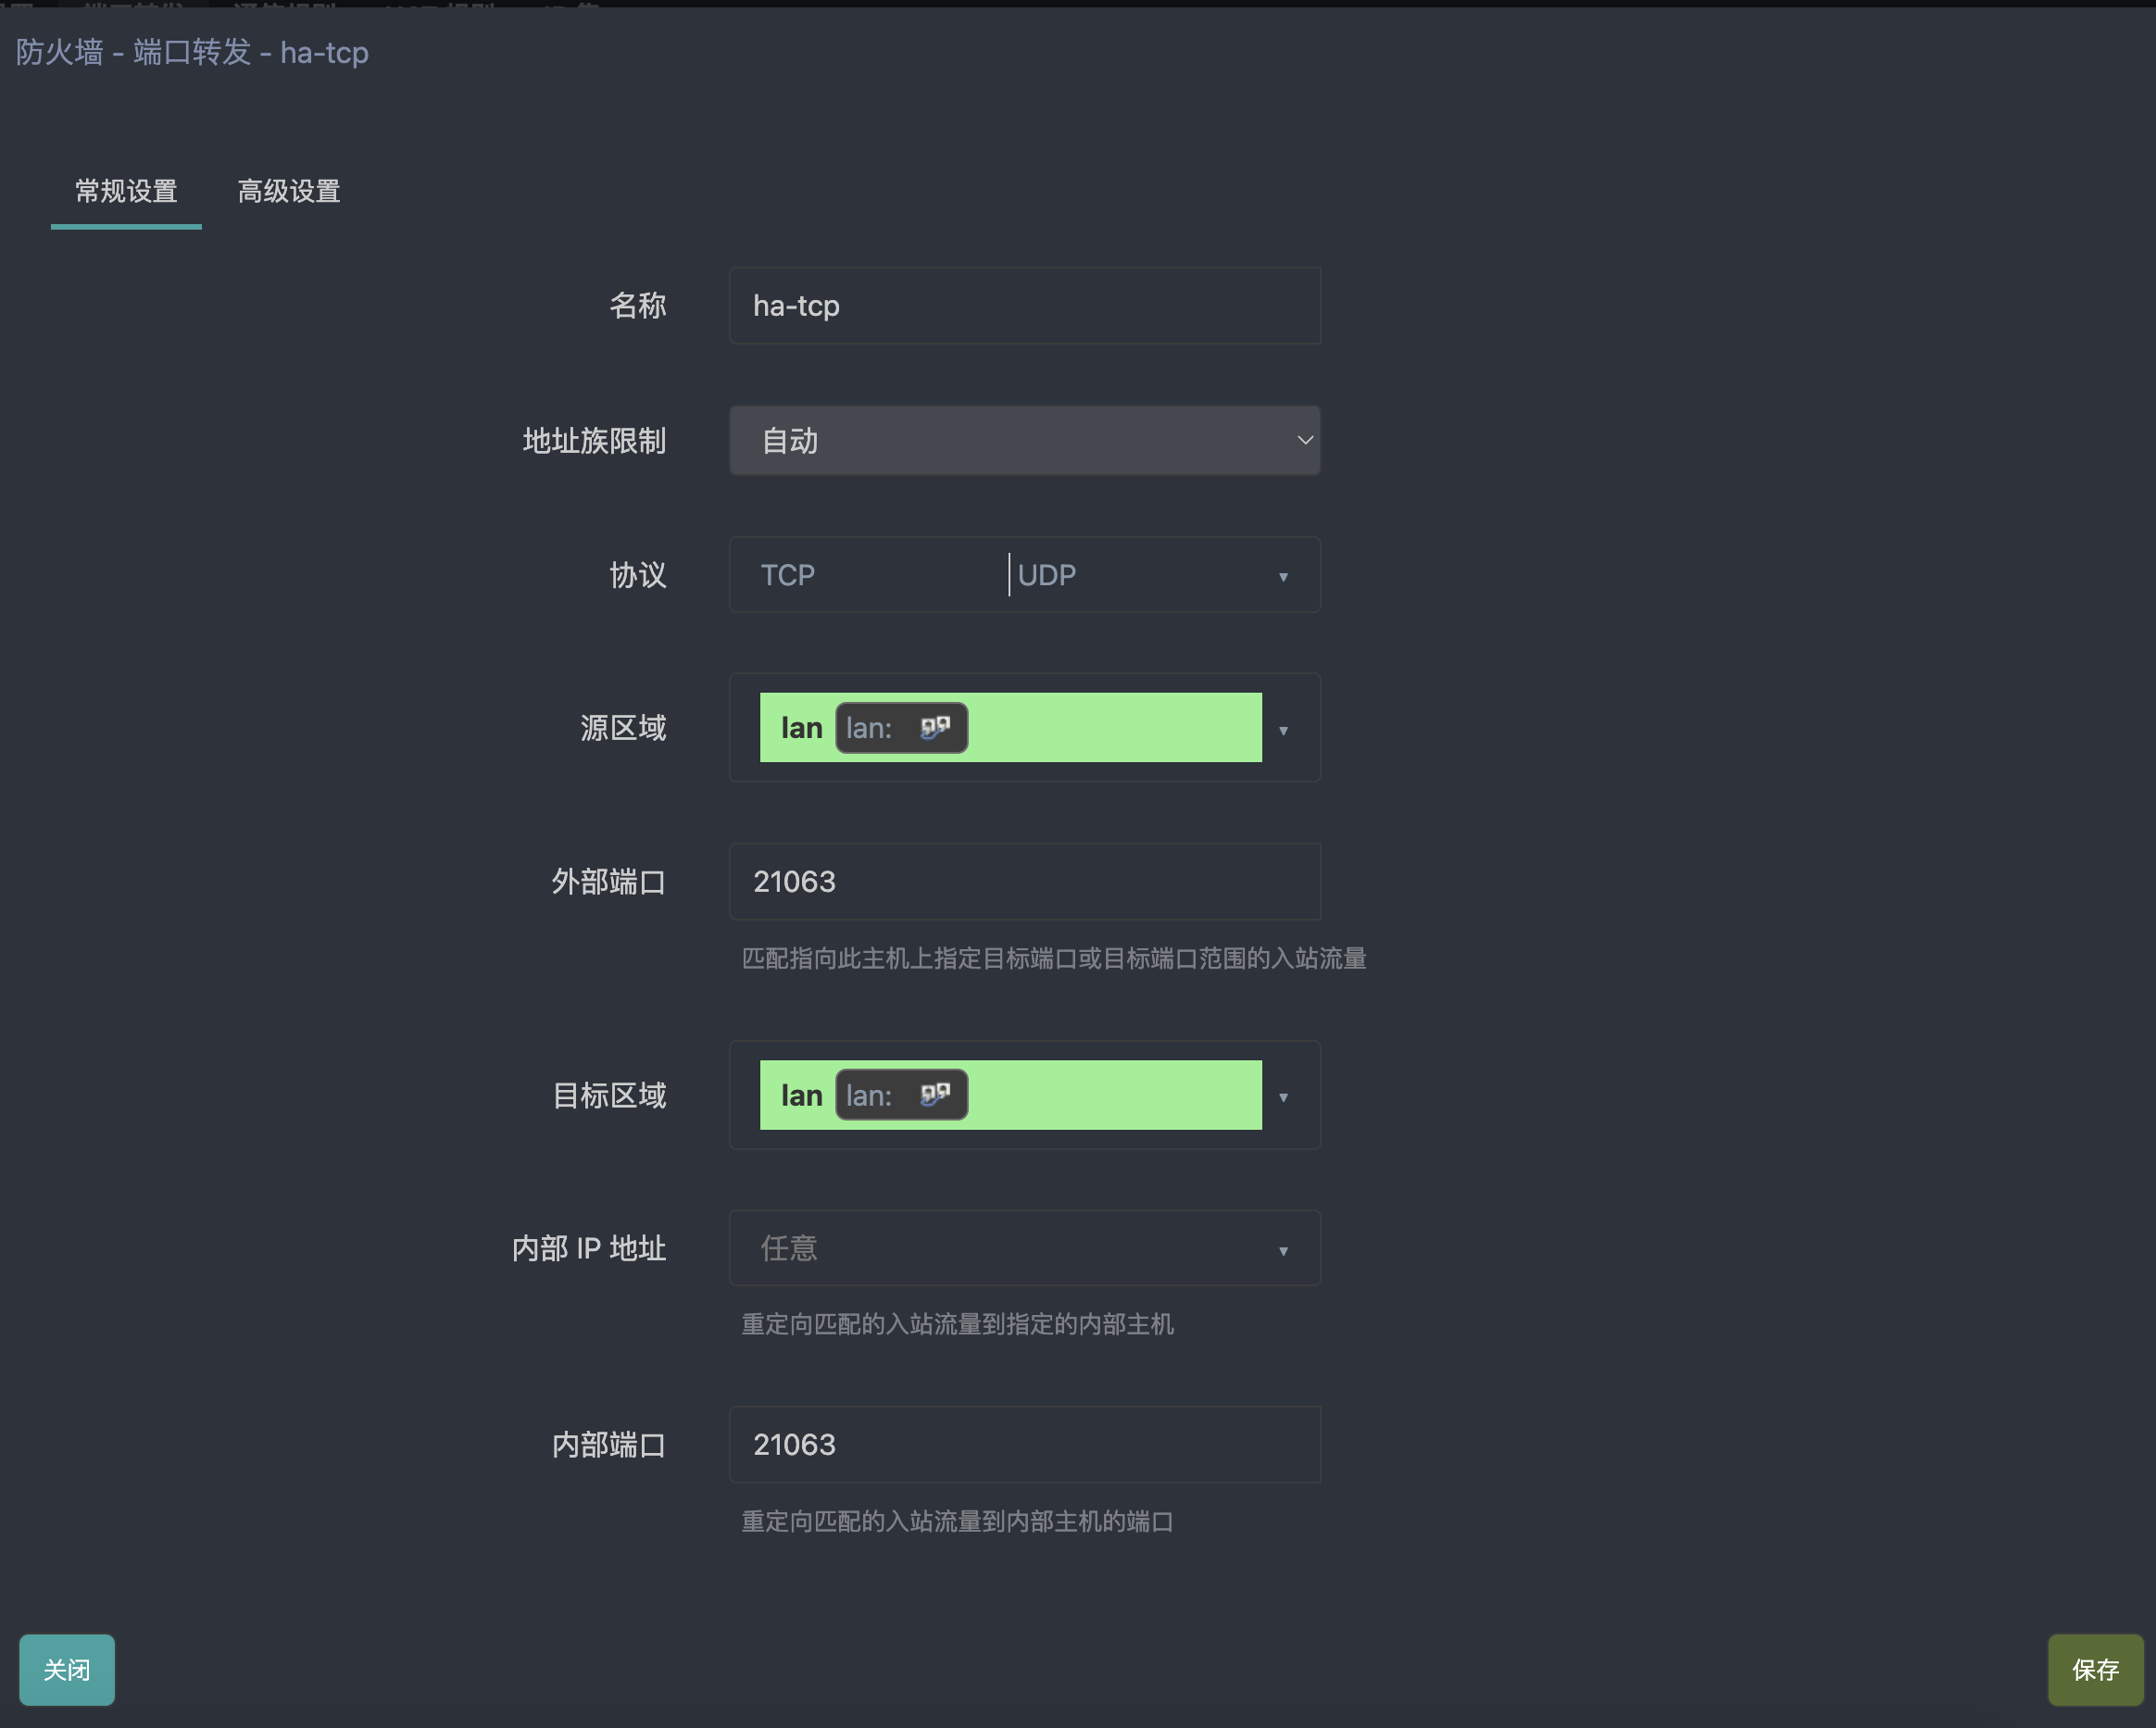 防火墙 - 端口转发 - ha-tcp
常规设置 高级设置
名称 ha-tcp
地址族限制 自动
协议 TCP UDP
源区域 lan lan:
外部端口 21063
匹配指向此主机上指定目标端口或目标端口范围的入站流量
目标区域 lan lan:
内部 IP 地址 任意
重定向匹配的入站流量到指定的内部主机
内部端口 21063
重定向匹配的入站流量到内部主机的端口
关闭 保存